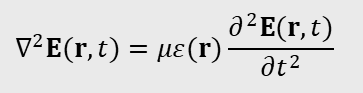 ∇²𝐄(𝐫, t) = με(𝐫) ∂²𝐄(𝐫, t) / ∂t²